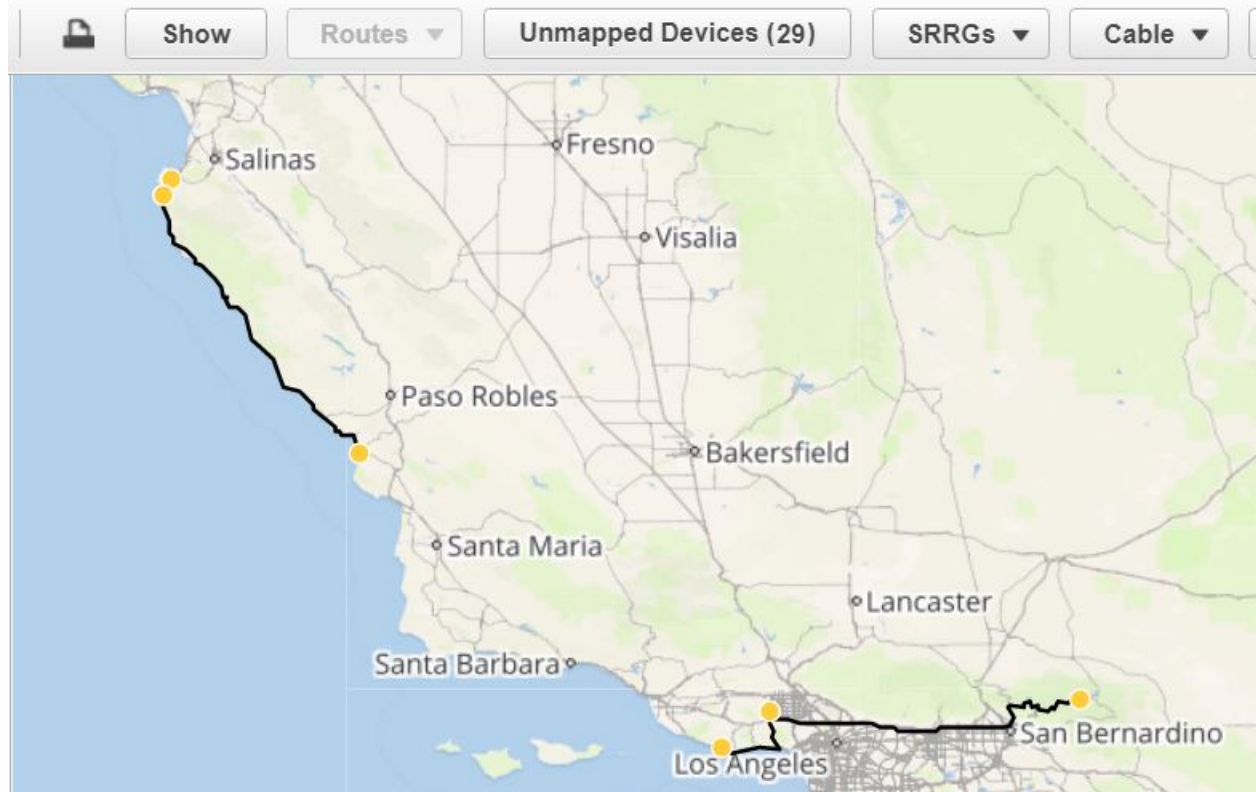 Show
Routes
Unmapped Devices (29)
SRRGs
Cable
Salinas
Fresno
Visalia
Paso Robles
Bakersfield
Santa Maria
Lancaster
Santa Barbara
San Bernardino
Los Angeles